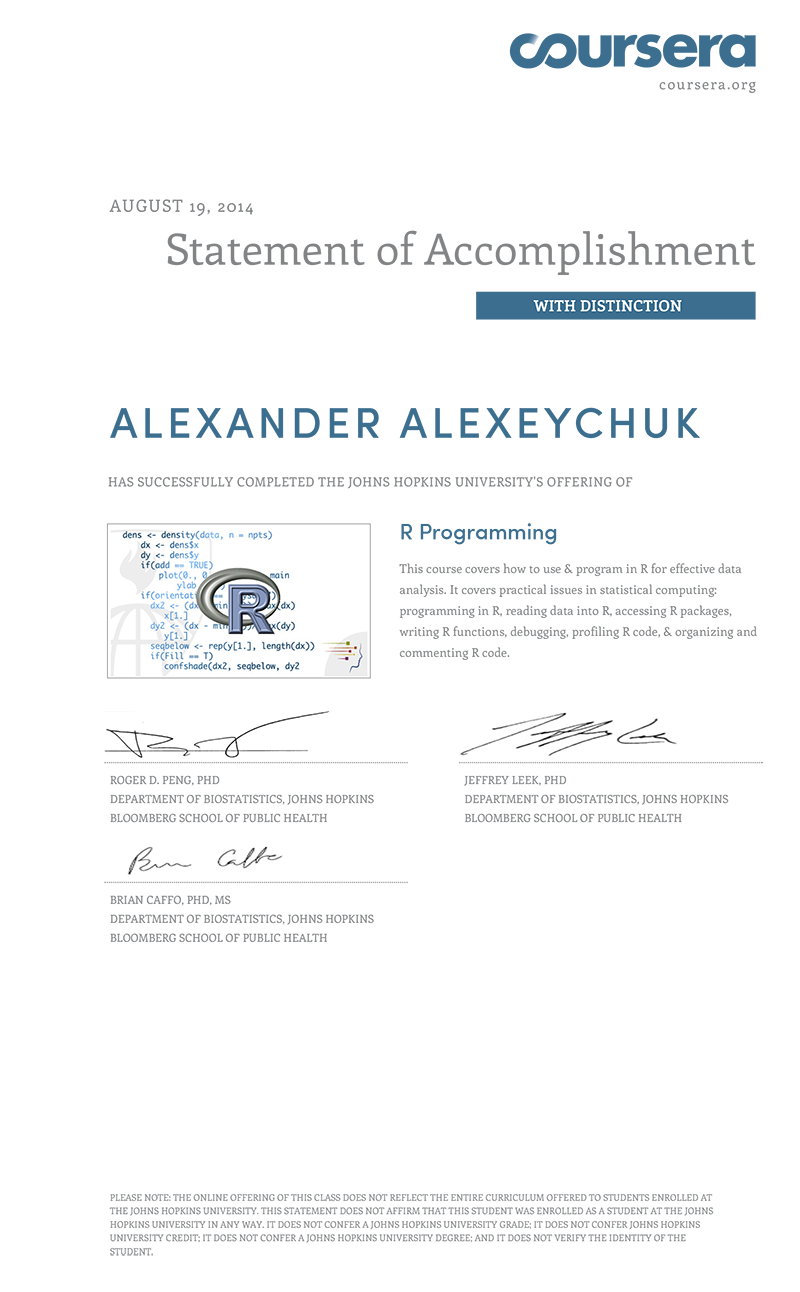 coursera
coursera.org
AUGUST 19, 2014
Statement of Accomplishment
WITH DISTINCTION
ALEXANDER ALEXEYCHUK
HAS SUCCESSFULLY COMPLETED THE JOHNS HOPKINS UNIVERSITY'S OFFERING OF
dens <- density(data, n = npts)
dx <- dens$x
dy <- dens$y
if(add == TRUE)
plot(0., 0 main
ylab
if(orientat
dx2 <- (dx min dx(dx)
x[1.]
dy2 <- (dx - min x(dy)
y[1.]
seqbelow <- rep(y[1.], length(dx))
if(Fill == T)
confshade(dx2, seqbelow, dy2
R
R Programming
This course covers how to use & program in R for effective data
analysis. It covers practical issues in statistical computing:
programming in R, reading data into R, accessing R packages,
writing R functions, debugging, profiling R code, & organizing and
commenting R code.
ROGER D. PENG, PHD
DEPARTMENT OF BIOSTATISTICS, JOHNS HOPKINS
BLOOMBERG SCHOOL OF PUBLIC HEALTH
JEFFREY LEEK, PHD
DEPARTMENT OF BIOSTATISTICS, JOHNS HOPKINS
BLOOMBERG SCHOOL OF PUBLIC HEALTH
BRIAN CAFFO, PHD, MS
DEPARTMENT OF BIOSTATISTICS, JOHNS HOPKINS
BLOOMBERG SCHOOL OF PUBLIC HEALTH
PLEASE NOTE: THE ONLINE OFFERING OF THIS CLASS DOES NOT REFLECT THE ENTIRE CURRICULUM OFFERED TO STUDENTS ENROLLED AT
THE JOHNS HOPKINS UNIVERSITY. THIS STATEMENT DOES NOT AFFIRM THAT THIS STUDENT WAS ENROLLED AS A STUDENT AT THE JOHNS
HOPKINS UNIVERSITY IN ANY WAY. IT DOES NOT CONFER A JOHNS HOPKINS UNIVERSITY GRADE; IT DOES NOT CONFER JOHNS HOPKINS
UNIVERSITY CREDIT; IT DOES NOT CONFER A JOHNS HOPKINS UNIVERSITY DEGREE; AND IT DOES NOT VERIFY THE IDENTITY OF THE
STUDENT.